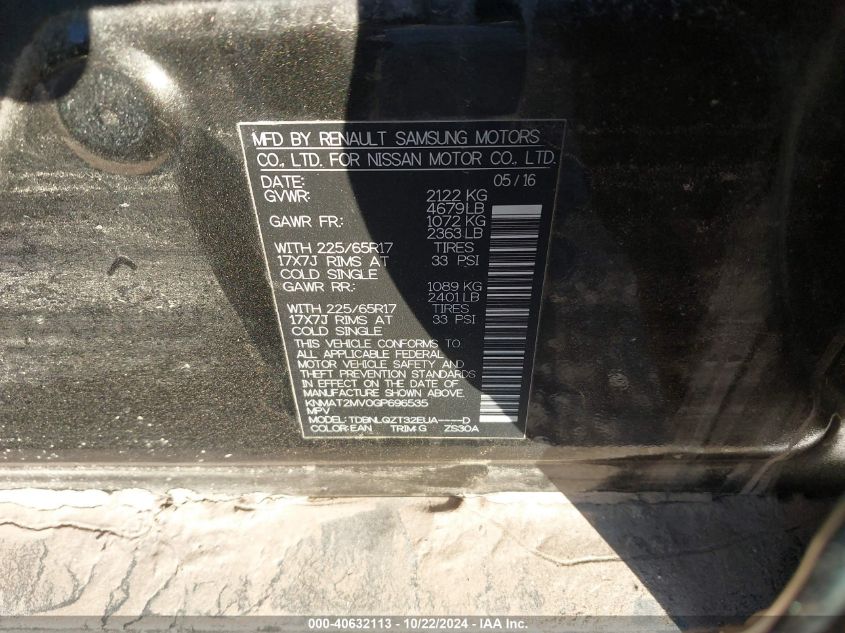 MFD BY RENAULT SAMSUNG MOTORS
CO., LTD. FOR NISSAN MOTOR CO., LTD.
DATE: 05/16
GVWR: 2122 KG
4679LB
GAWR FR: 1072 KG
2363 LB
WITH 225/65R17 TIRES
17X7J RIMS AT 33 PSI
COLD SINGLE
GAWR RR: 1089 KG
2401 LB
WITH 225/65R17 TIRES
17X7J RIMS AT 33 PSI
COLD SINGLE
THIS VEHICLE CONFORMS TO
ALL APPLICABLE FEDERAL
MOTOR VEHICLE SAFETY AND
THEFT PREVENTION STANDARDS
IN EFFECT ON THE DATE OF
MANUFACTURE SHOWN ABOVE.
KNMAT2MV0GP696535
MPV
MODEL: TDBNLQZT32EUA----D
COLOR:EAN TRIM:G ZS30A
000-40632113 - 10/22/2024 - IAA Inc.